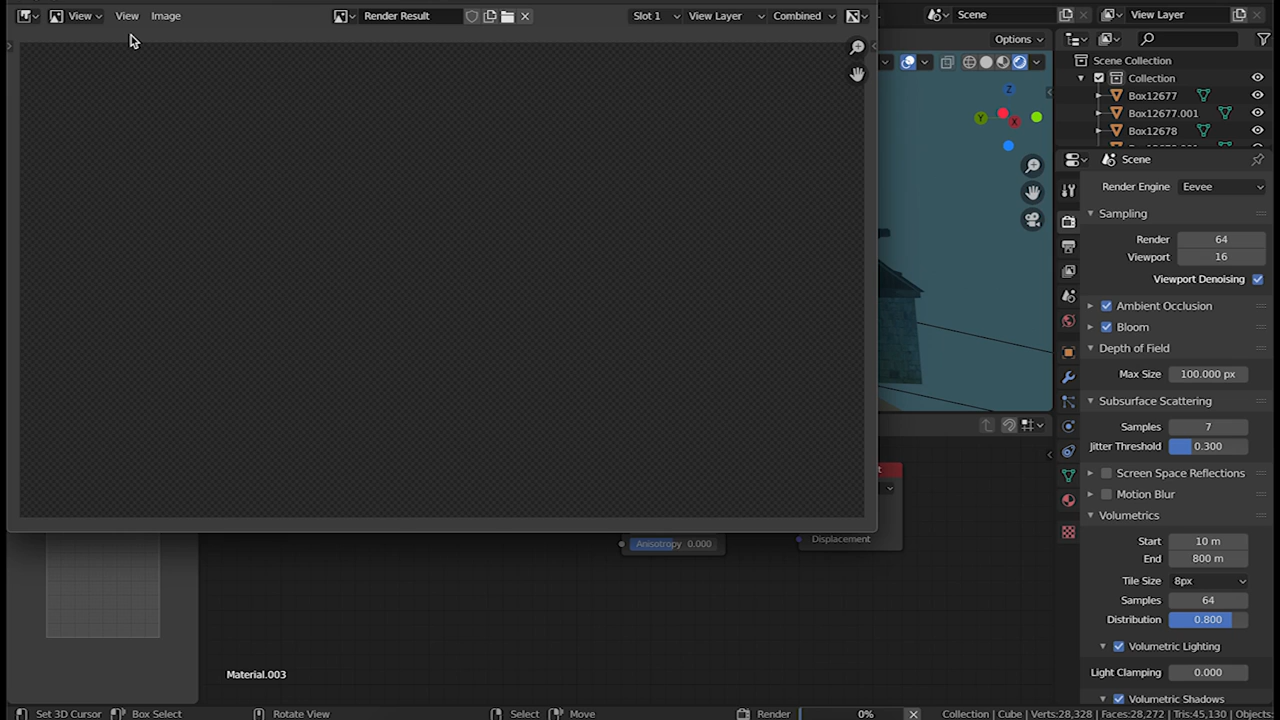 View View Image Render Result Slot 1 View Layer Combined Scene View Layer
Options
Scene Collection
Collection
Box12677
Box12677.001
Box12678
Z
Y X
Scene
Render Engine Eevee
Sampling
Render 64
Viewport 16
Viewport Denoising
Ambient Occlusion
Bloom
Depth of Field
Max Size 100.000 px
Subsurface Scattering
Samples 7
Jitter Threshold 0.300
Screen Space Reflections
Motion Blur
Volumetrics
Start 10 m
End 800 m
Tile Size 8px
Samples 64
Distribution 0.800
Volumetric Lighting
Light Clamping 0.000
Volumetric Shadows
Anisotropy 0.000
Displacement
Material.003
Set 3D Cursor Box Select Rotate View Select Move Render 0% Collection | Cube | Verts:28,328 | Faces:28,272 | Tris:45,130 | Objects: